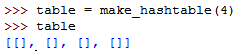 >>> table = make_hashtable(4)
>>> table
[[], [], [], []]